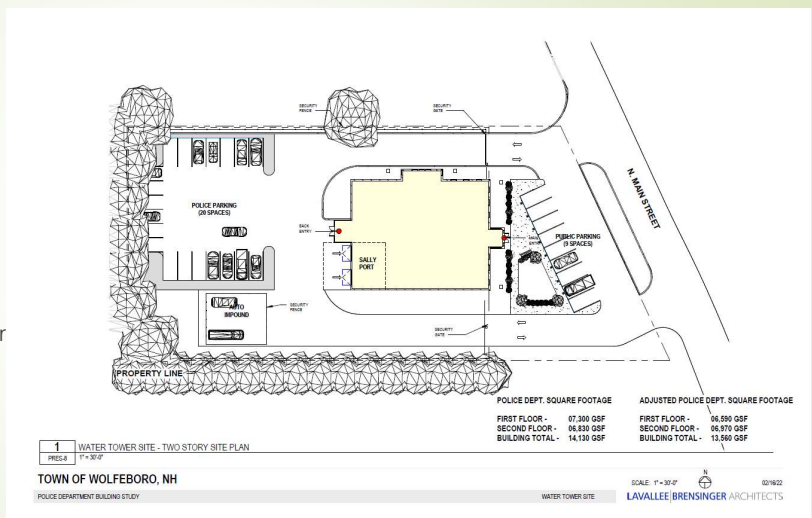 SECURITY
FENCE
SECURITY
GATE
N. MAIN STREET
POLICE PARKING
(20 SPACES)
BACK
ENTRY
MAIN
ENTRY
PUBLIC PARKING
(9 SPACES)
SALLY
PORT
AUTO
IMPOUND
SECURITY
FENCE
r
SECURITY
GATE
PROPERTY LINE
POLICE DEPT. SQUARE FOOTAGE
FIRST FLOOR - 07,300 GSF
SECOND FLOOR - 06,830 GSF
BUILDING TOTAL - 14,130 GSF
ADJUSTED POLICE DEPT. SQUARE FOOTAGE
FIRST FLOOR - 06,590 GSF
SECOND FLOOR - 06,970 GSF
BUILDING TOTAL - 13,560 GSF
1 WATER TOWER SITE - TWO STORY SITE PLAN
PRES-8 1" = 30'-0"
TOWN OF WOLFEBORO, NH
SCALE: 1" = 30'-0" N 02/16/22
POLICE DEPARTMENT BUILDING STUDY WATER TOWER SITE LAVALLEE BRENSINGER ARCHITECTS